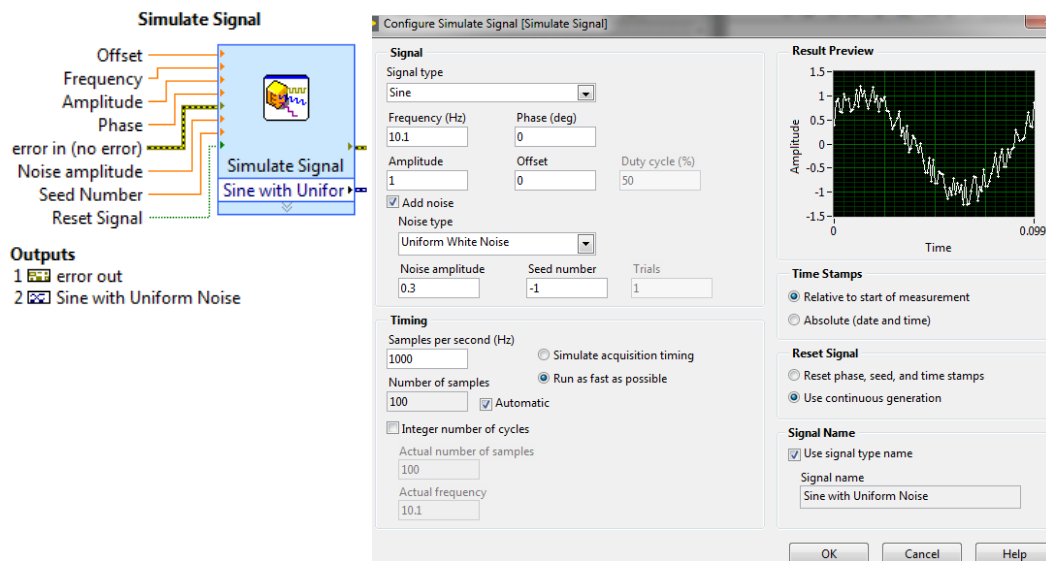 Simulate Signal
Offset
Frequency
Amplitude
Phase
error in (no error)
Noise amplitude
Seed Number
Reset Signal
Simulate Signal
Sine with Unifor
Outputs
1 error out
2 Sine with Uniform Noise
Configure Simulate Signal [Simulate Signal]
Signal
Signal type
Sine
Frequency (Hz) Phase (deg)
10.1 0
Amplitude Offset Duty cycle (%)
1 0 50
Add noise
Noise type
Uniform White Noise
Noise amplitude Seed number Trials
0.3 -1 1
Timing
Samples per second (Hz)
1000 Simulate acquisition timing
Number of samples Run as fast as possible
100 Automatic
Integer number of cycles
Actual number of samples
100
Actual frequency
10.1
Result Preview
1.5
1
0.5
0
-0.5
-1
-1.5
Amplitude
0 0.099
Time
Time Stamps
Relative to start of measurement
Absolute (date and time)
Reset Signal
Reset phase, seed, and time stamps
Use continuous generation
Signal Name
Use signal type name
Signal name
Sine with Uniform Noise
OK Cancel Help